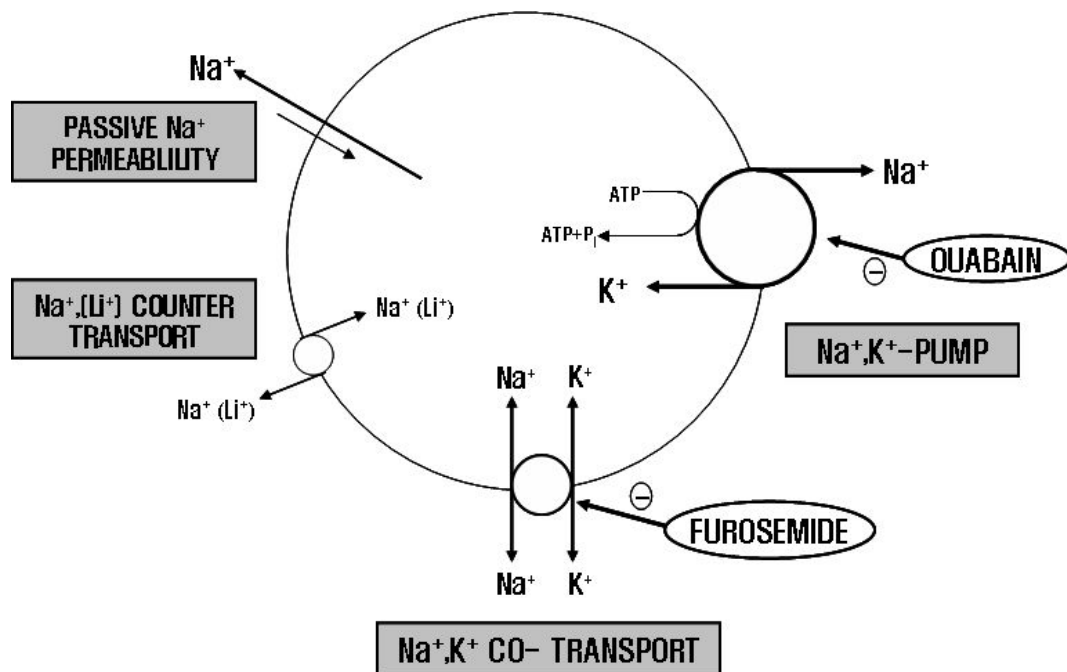 Na⁺
PASSIVE Na⁺
PERMEABLILITY
Na⁺
ATP
ATP+Pᵢ
K⁺
OUABAIN
Na⁺,K⁺-PUMP
Na⁺,(Li⁺) COUNTER
TRANSPORT
Na⁺ (Li⁺)
Na⁺ (Li⁺)
Na⁺ K⁺
FUROSEMIDE
Na⁺ K⁺
Na⁺,K⁺ CO- TRANSPORT